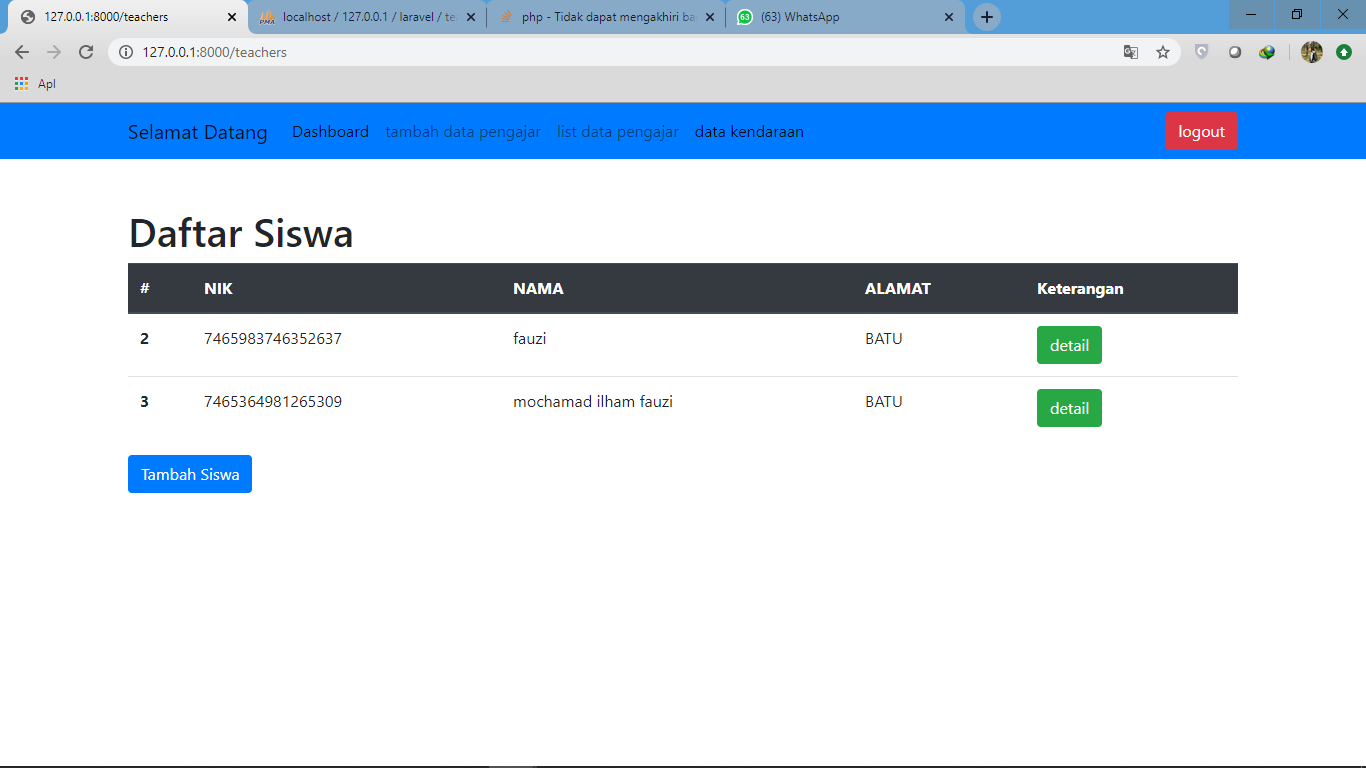 127.0.0.1:8000/teachers
localhost / 127.0.0.1 / laravel / te
php - Tidak dapat mengakhiri ba
(63) WhatsApp
127.0.0.1:8000/teachers
Apl
Selamat Datang Dashboard tambah data pengajar list data pengajar data kendaraan logout
Daftar Siswa
# NIK NAMA ALAMAT Keterangan
2 7465983746352637 fauzi BATU detail
3 7465364981265309 mochamad ilham fauzi BATU detail
Tambah Siswa